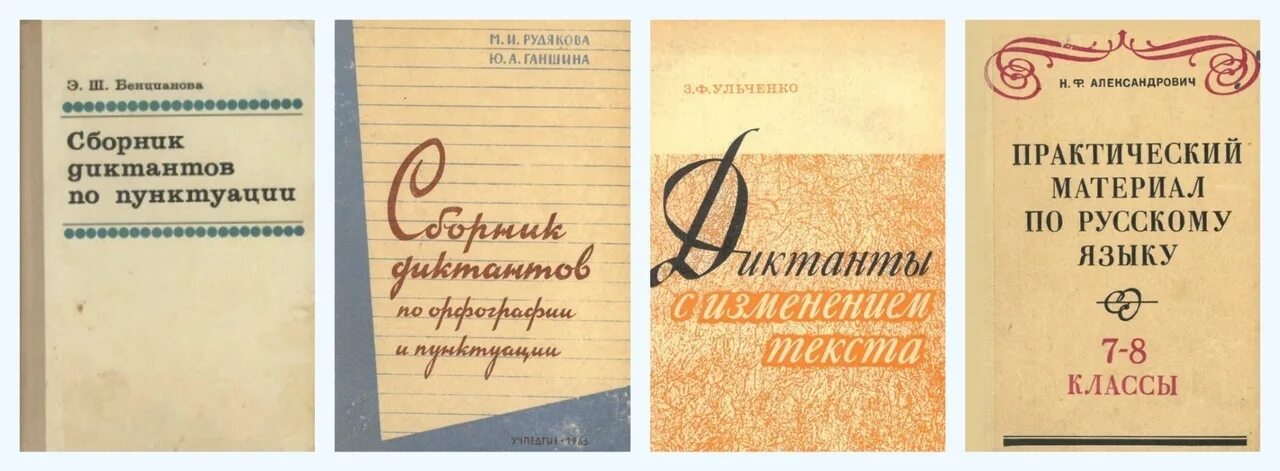 Э. Ш. Бенцианова
Сборник
диктантов
по пунктуации
М. И. РУДЯКОВА
Ю. А. ГАНШИНА
Сборник
диктантов
по орфографии
и пунктуации
УЧПЕДГИЗ · 1963
З.Ф. УЛЬЧЕНКО
Диктанты
с изменением
текста
Н. Ф. АЛЕКСАНДРОВИЧ
ПРАКТИЧЕСКИЙ
МАТЕРИАЛ
ПО РУССКОМУ
ЯЗЫКУ
7-8
КЛАССЫ